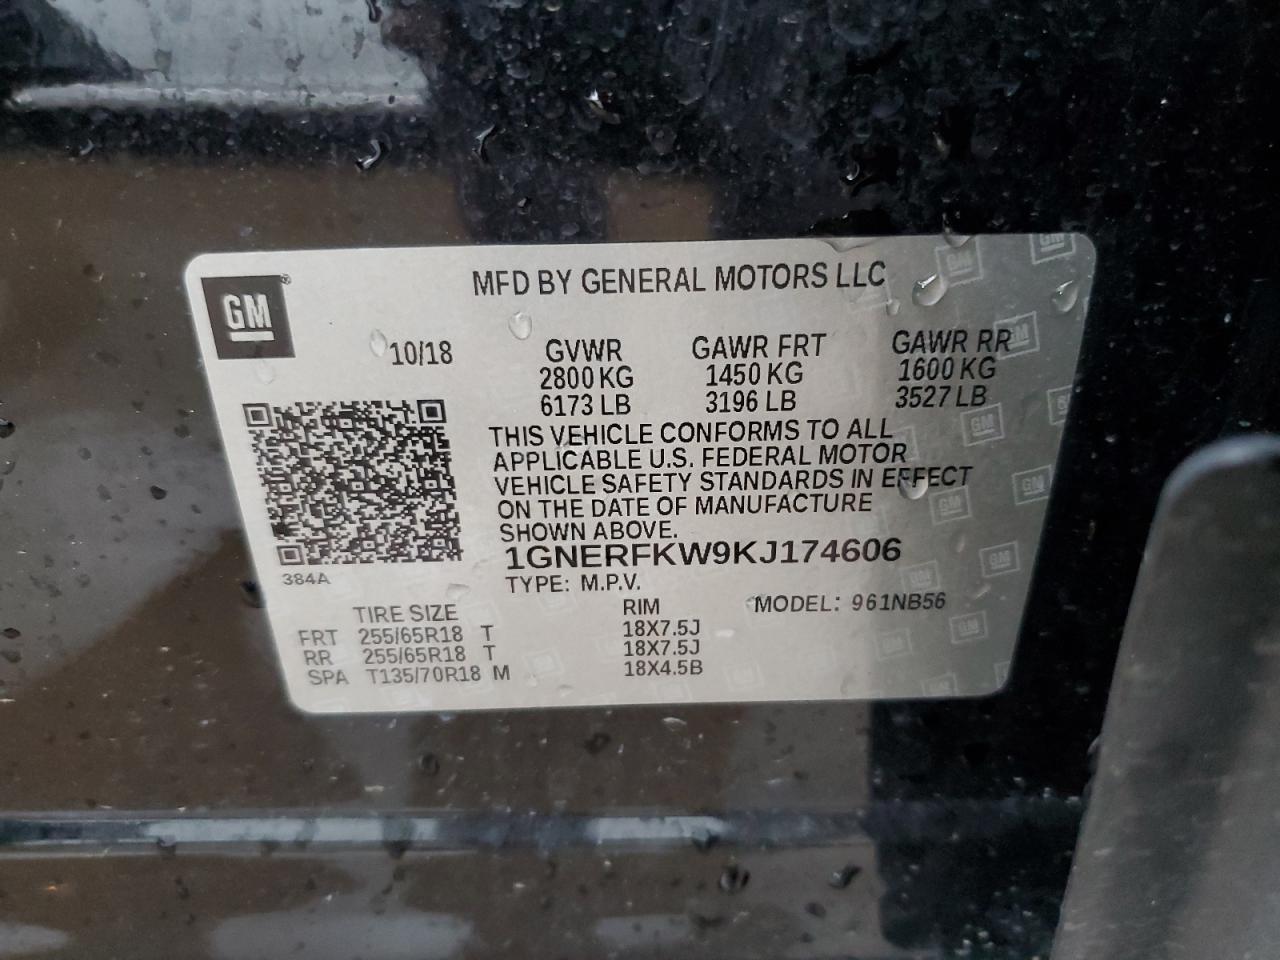 GM
MFD BY GENERAL MOTORS LLC
10/18
GVWR GAWR FRT GAWR RR
2800 KG 1450 KG 1600 KG
6173 LB 3196 LB 3527 LB
THIS VEHICLE CONFORMS TO ALL
APPLICABLE U.S. FEDERAL MOTOR
VEHICLE SAFETY STANDARDS IN EFFECT
ON THE DATE OF MANUFACTURE
SHOWN ABOVE.
1GNERFKW9KJ174606
384A
TYPE: M.P.V.
MODEL: 961NB56
TIRE SIZE RIM
FRT 255/65R18 T 18X7.5J
RR 255/65R18 T 18X7.5J
SPA T135/70R18 M 18X4.5B